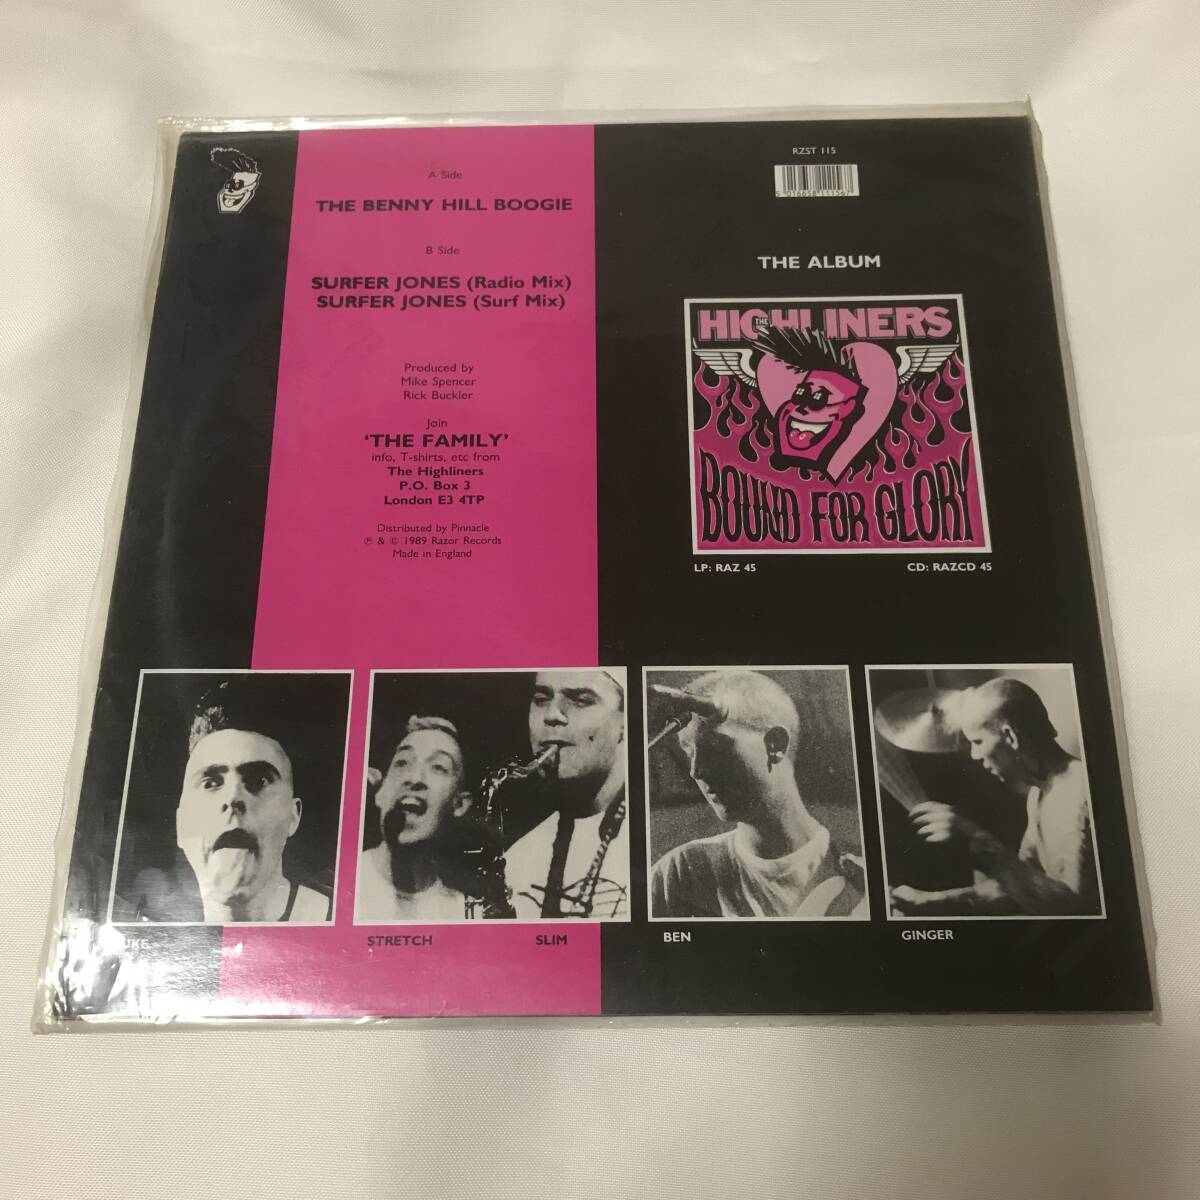 A Side
THE BENNY HILL BOOGIE
B Side
SURFER JONES (Radio Mix)
SURFER JONES (Surf Mix)
Produced by
Mike Spencer
Rick Buckler
Join
'THE FAMILY'
info, T-shirts, etc from
The Highliners
P.O. Box 3
London E3 4TP
Distributed by Pinnacle
℗ & © 1989 Razor Records
Made in England
RZST 115
5 016658 111567
THE ALBUM
THE HIGHLINERS
BOUND FOR GLORY
LP: RAZ 45
CD: RAZCD 45
STRETCH
SLIM
BEN
GINGER